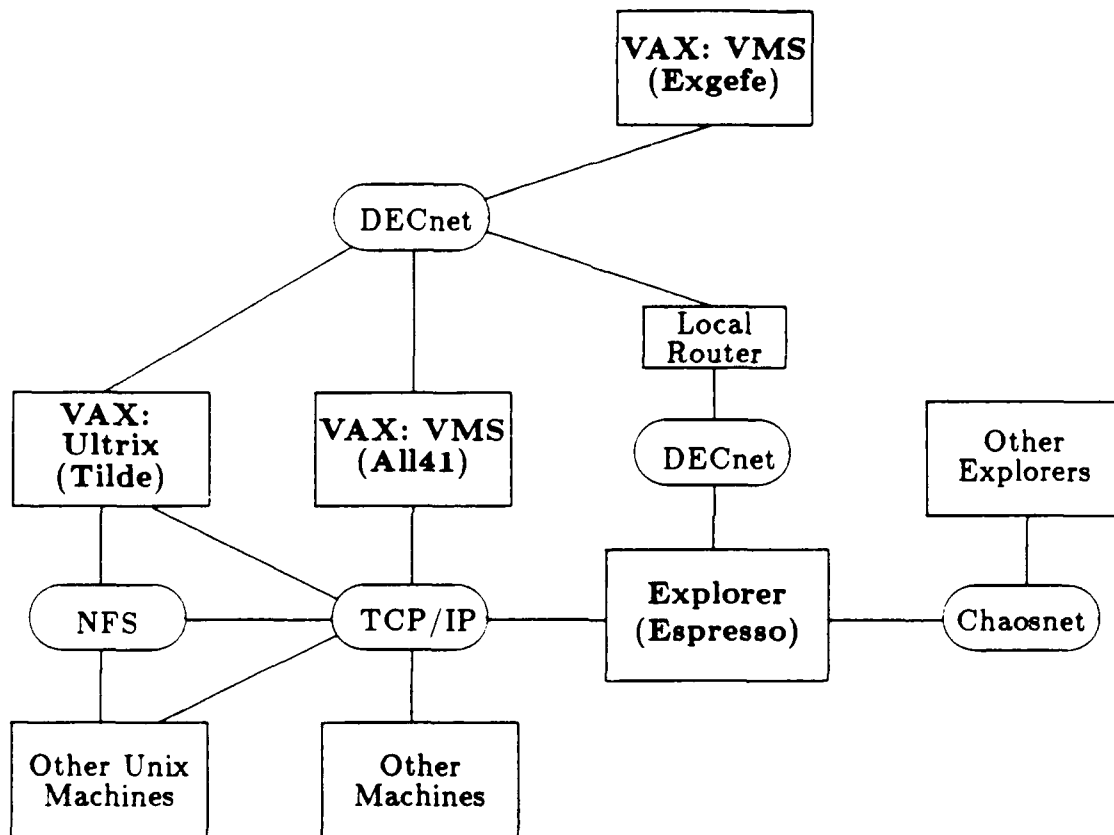 VAX: VMS
(Exgefe)
DECnet
Local
Router
VAX:
Ultrix
(Tilde)
VAX: VMS
(All41)
DECnet
Other
Explorers
NFS
TCP/IP
Explorer
(Espresso)
Chaosnet
Other Unix
Machines
Other
Machines